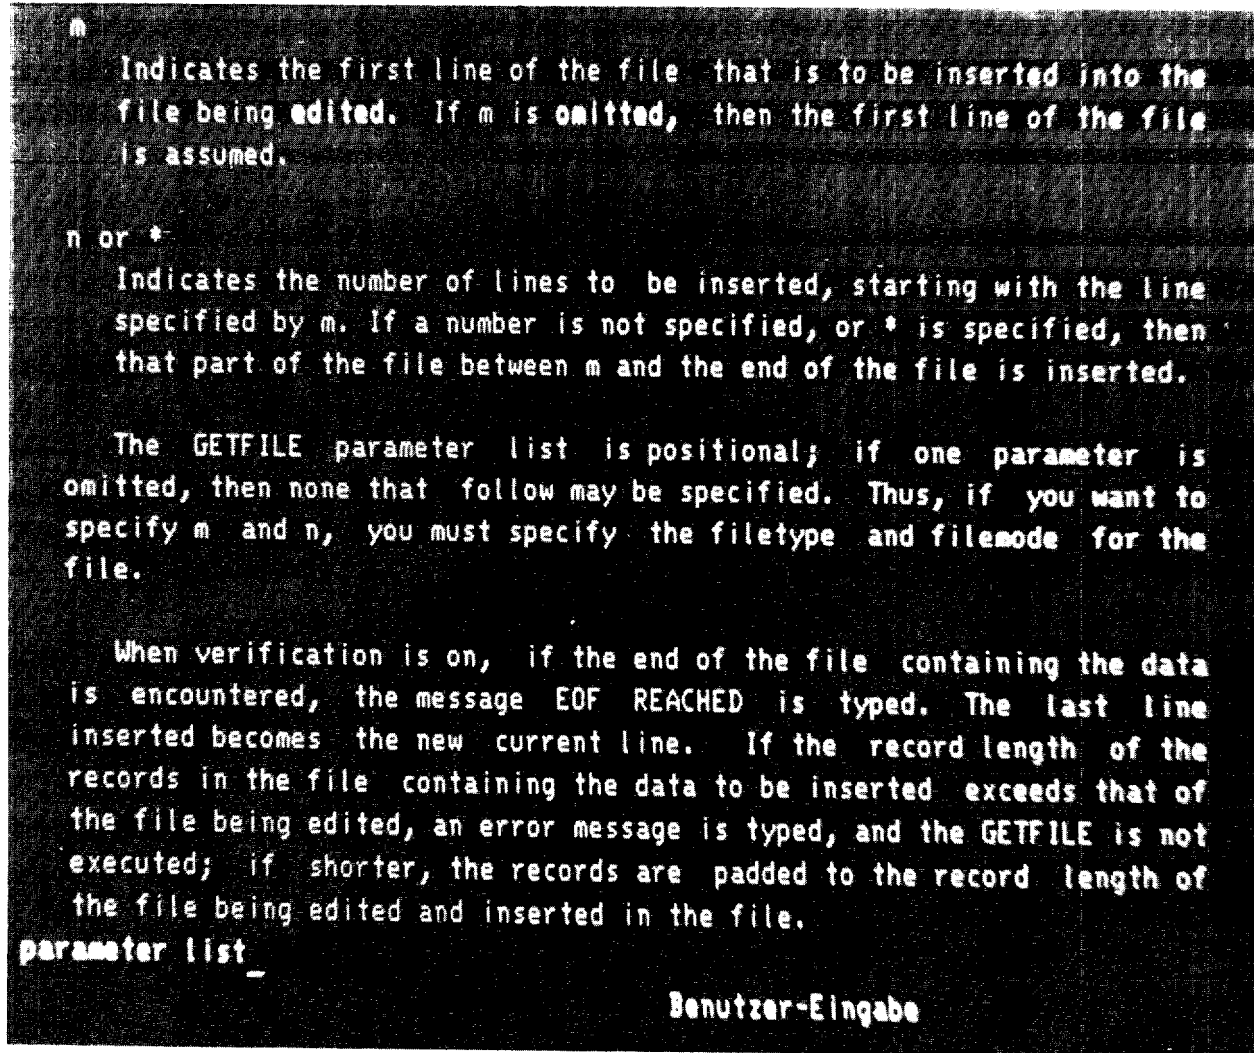 m
Indicates the first line of the file that is to be inserted into the
file being edited. If m is omitted, then the first line of the file
is assumed.
n or *
Indicates the number of lines to be inserted, starting with the line
specified by m. If a number is not specified, or * is specified, then
that part of the file between m and the end of the file is inserted.
The GETFILE parameter list is positional; if one parameter is
omitted, then none that follow may be specified. Thus, if you want to
specify m and n, you must specify the filetype and filemode for the
file.
When verification is on, if the end of the file containing the data
is encountered, the message EOF REACHED is typed. The last line
inserted becomes the new current line. If the record length of the
records in the file containing the data to be inserted exceeds that of
the file being edited, an error message is typed, and the GETFILE is not
executed; if shorter, the records are padded to the record length of
the file being edited and inserted in the file.
parameter list_
Benutzer-Eingabe